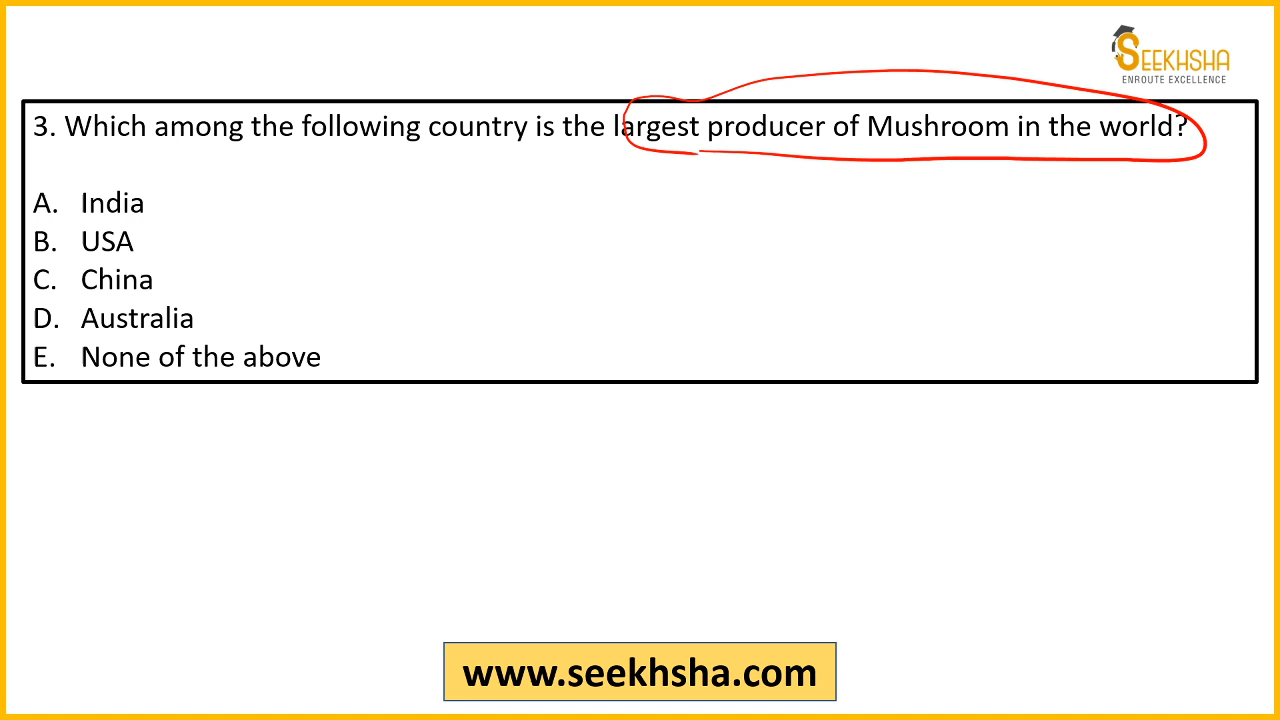 SEEKHSHA
ENROUTE EXCELLENCE
3. Which among the following country is the largest producer of Mushroom in the world?
A. India
B. USA
C. China
D. Australia
E. None of the above
www.seekhsha.com